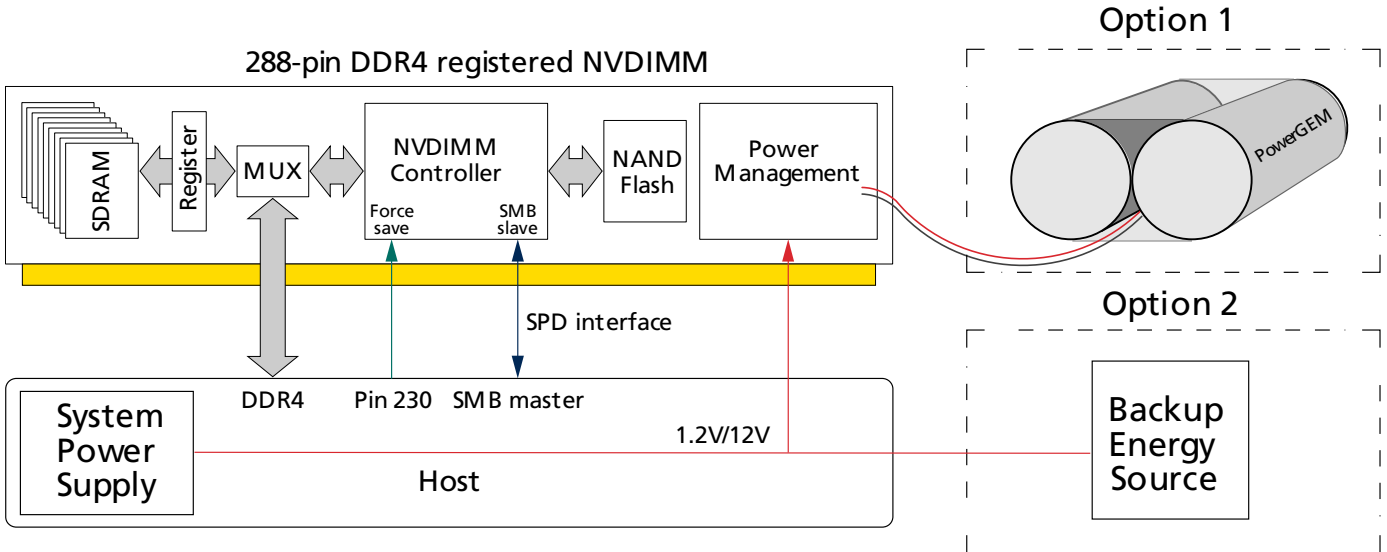 Option 1
288-pin DDR4 registered NVDIMM
SDRAM
Register
MUX
NVDIMM
Controller
Force
save
SMB
slave
NAND
Flash
Power
Management
PowerGEM
SPD interface
Option 2
DDR4
Pin 230
SMB master
System
Power
Supply
1.2V/12V
Host
Backup
Energy
Source